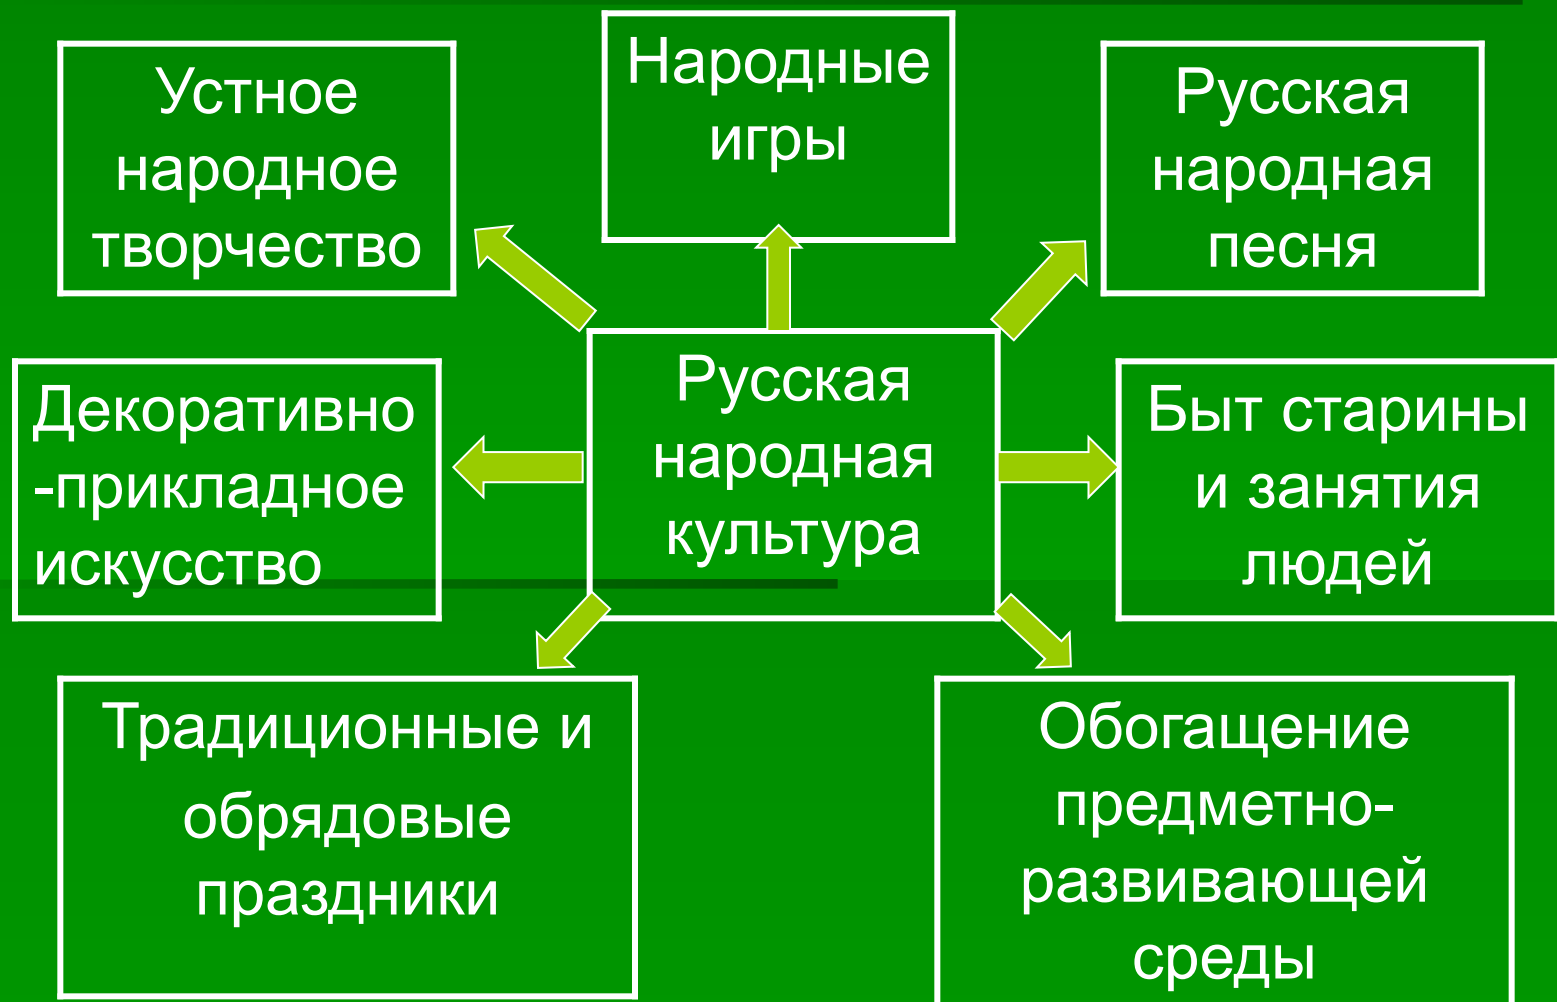 Устное
народное
творчество
Народные
игры
Русская
народная
песня
Декоративно
-прикладное
искусство
Русская
народная
культура
Быт старины
и занятия
людей
Традиционные и
обрядовые
праздники
Обогащение
предметно-
развивающей
среды